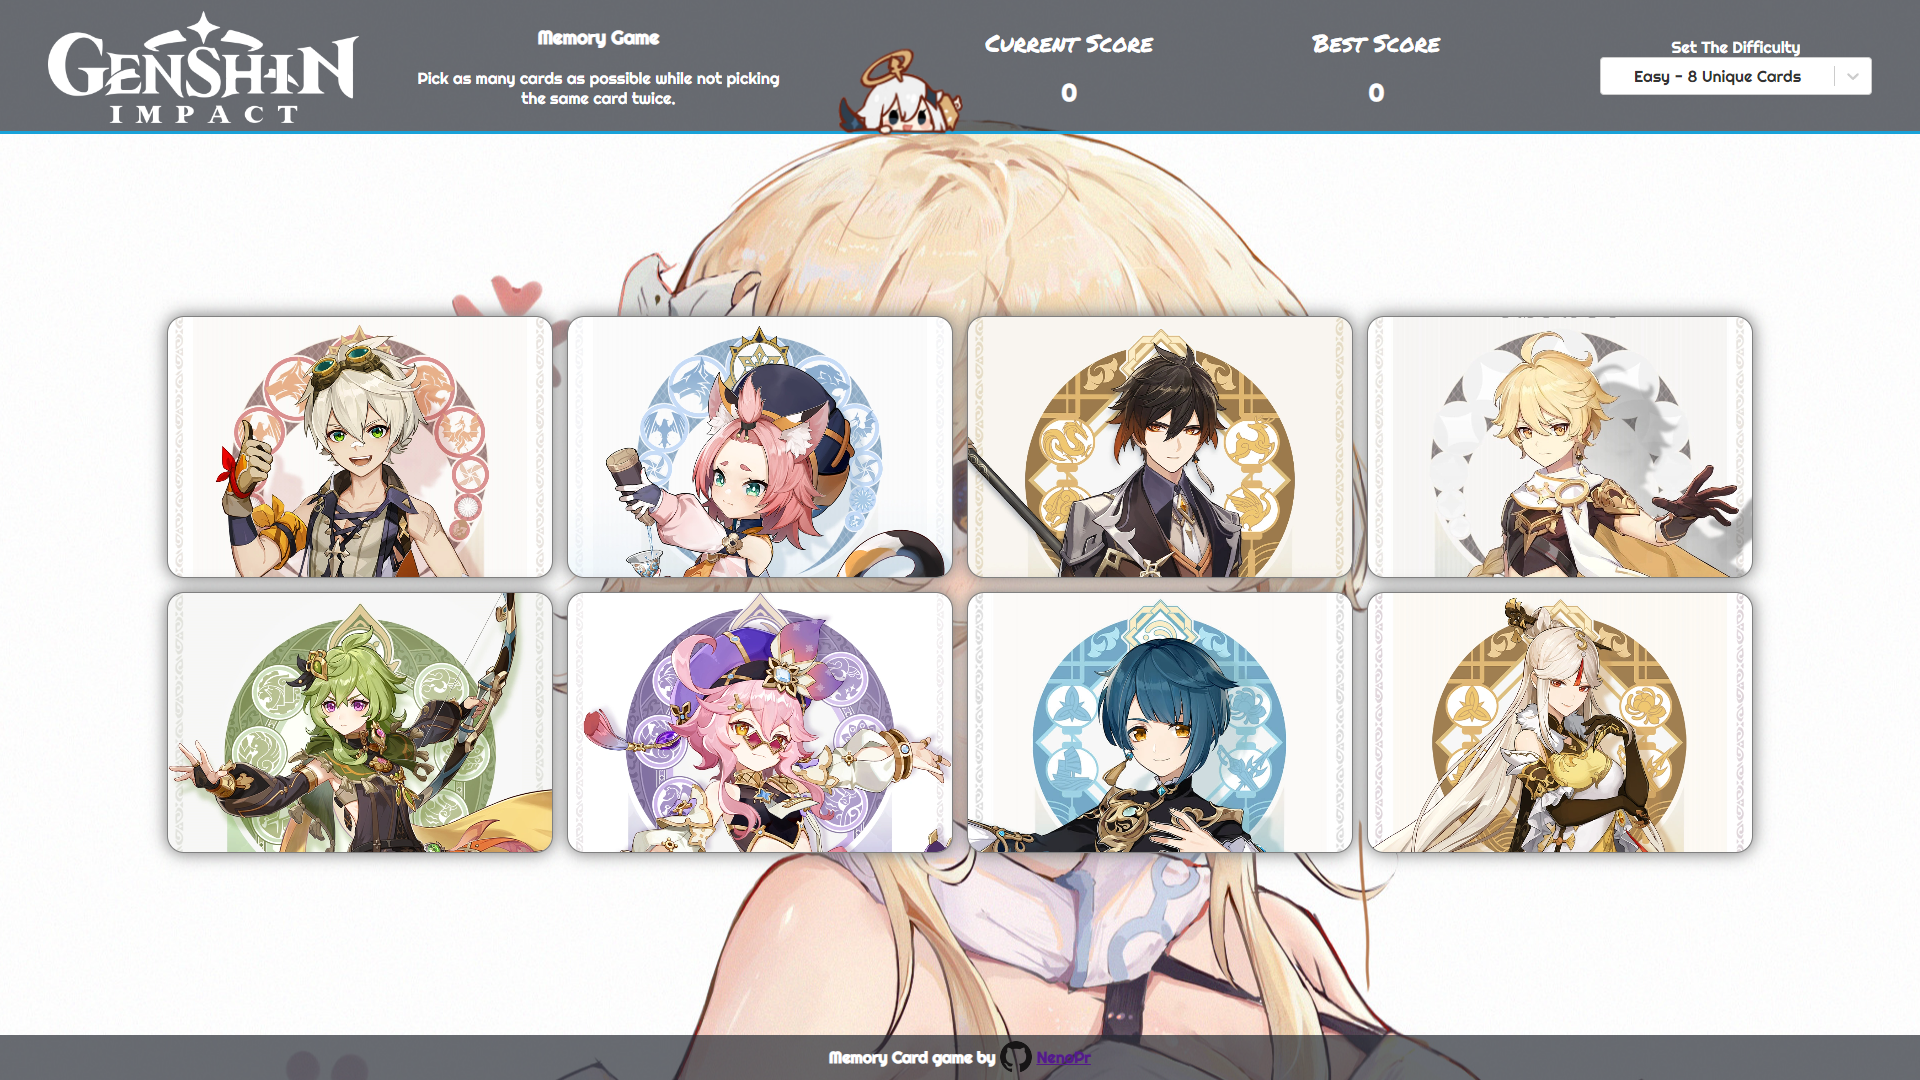 GENSHIN
IMPACT
Memory Game
Pick as many cards as possible while not picking
the same card twice.
Current Score
0
Best Score
0
Set The Difficulty
Easy - 8 Unique Cards
Memory Card game by NenoPr